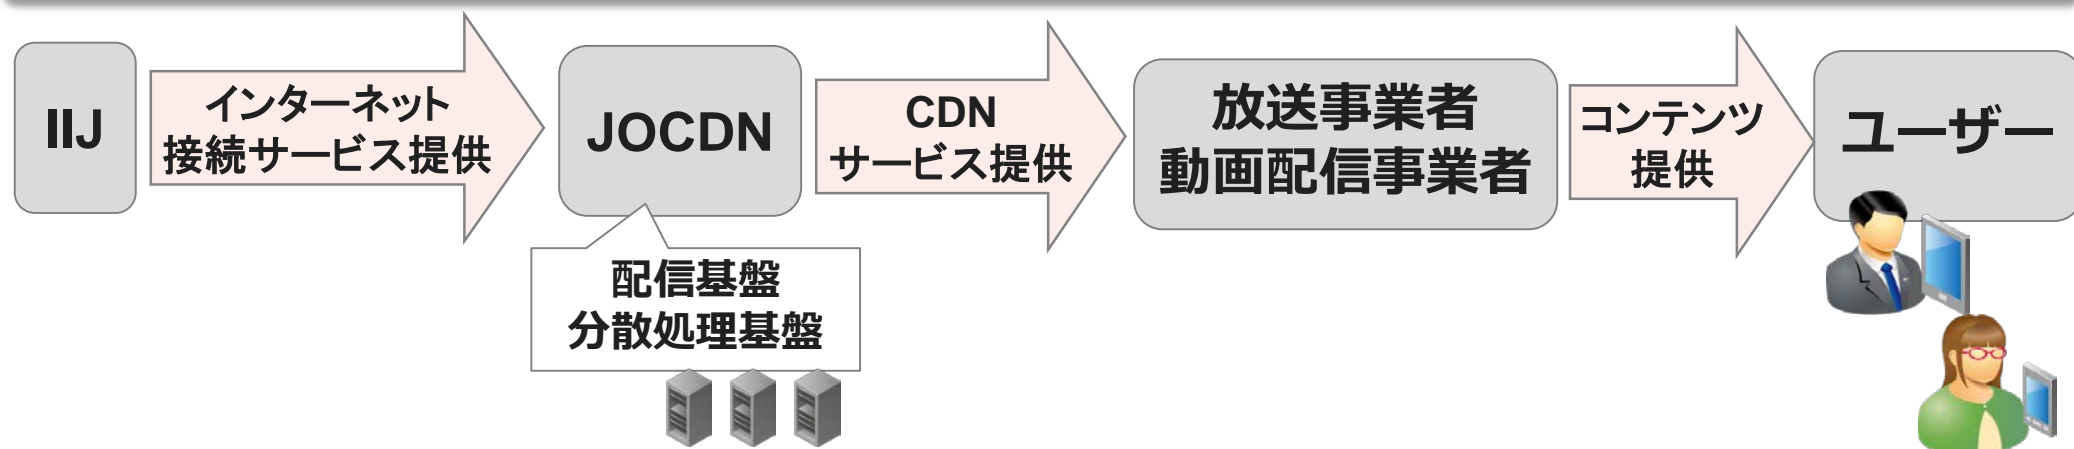 IIJ
インターネット
接続サービス提供
JOCDN
CDN
サービス提供
放送事業者
動画配信事業者
コンテンツ
提供
ユーザー
配信基盤
分散処理基盤